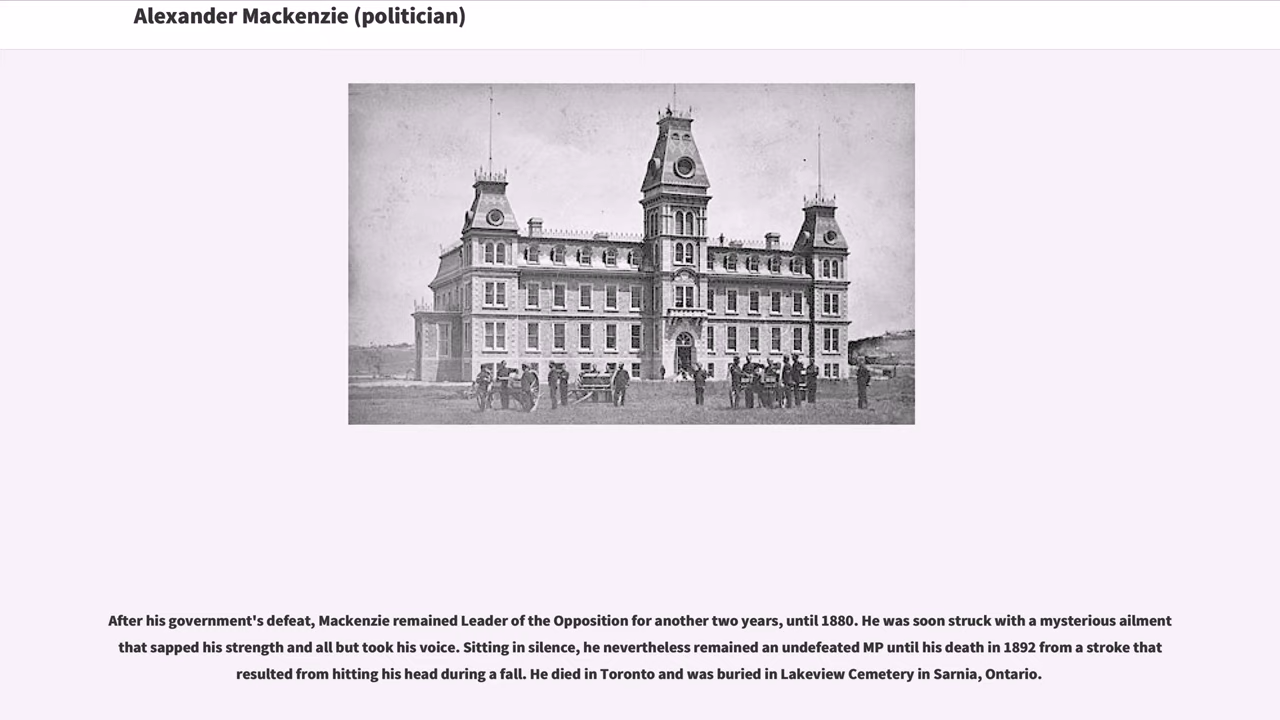 Alexander Mackenzie (politician)
After his government's defeat, Mackenzie remained Leader of the Opposition for another two years, until 1880. He was soon struck with a mysterious ailment
that sapped his strength and all but took his voice. Sitting in silence, he nevertheless remained an undefeated MP until his death in 1892 from a stroke that
resulted from hitting his head during a fall. He died in Toronto and was buried in Lakeview Cemetery in Sarnia, Ontario.